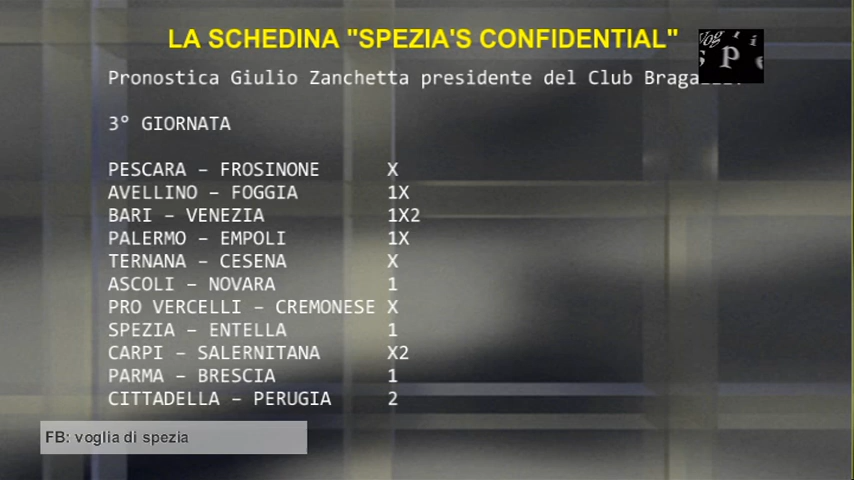 LA SCHEDINA "SPEZIA'S CONFIDENTIAL"
Pronostica Giulio Zanchetta presidente del Club
3° GIORNATA
PESCARA – FROSINONE X
AVELLINO – FOGGIA 1X
BARI – VENEZIA 1X2
PALERMO – EMPOLI 1X
TERNANA – CESENA X
ASCOLI – NOVARA 1
PRO VERCELLI – CREMONESE X
SPEZIA – ENTELLA 1
CARPI – SALERNITANA X2
PARMA – BRESCIA 1
CITTADELLA – PERUGIA 2
FB: voglia di spezia